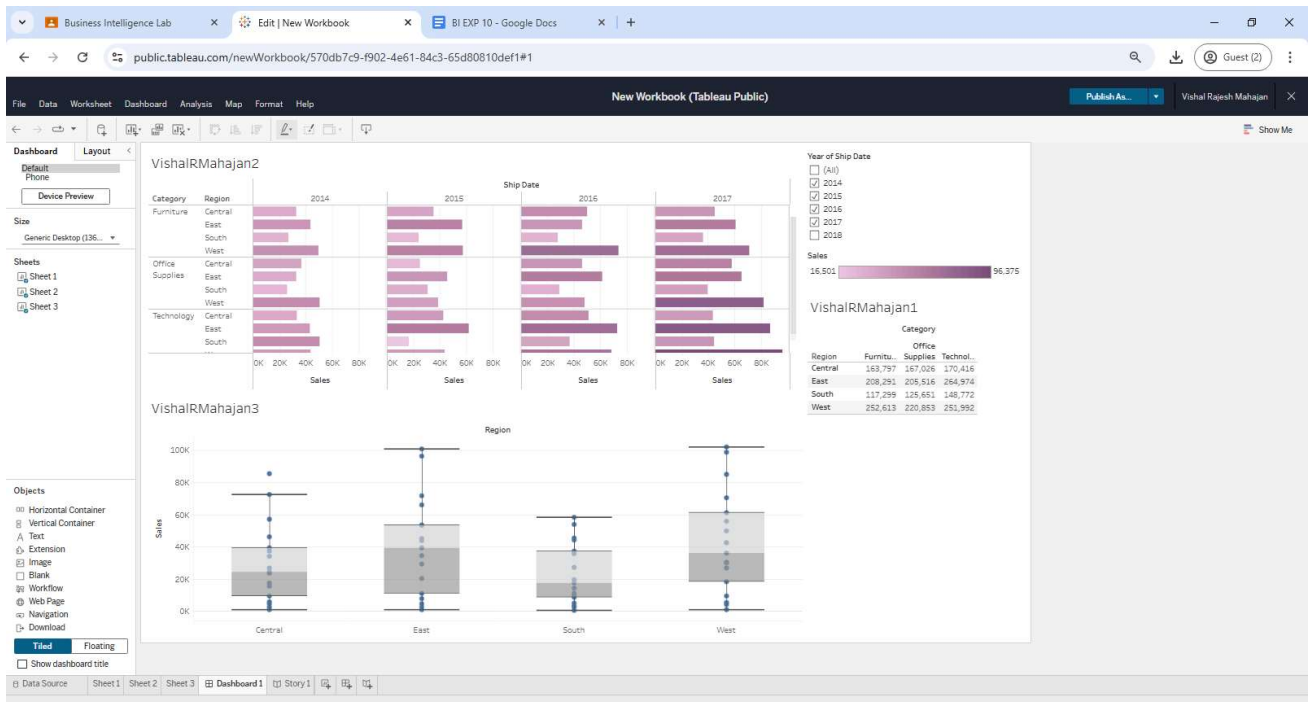 Business Intelligence Lab
Edit | New Workbook
BI EXP 10 - Google Docs
public.tableau.com/newWorkbook/570db7c9-f902-4e61-84c3-65d80810def1#1
Guest (2)
File Data Worksheet Dashboard Analysis Map Format Help
New Workbook (Tableau Public)
Publish As...
Vishal Rajesh Mahajan
Show Me
Dashboard Layout
Default
Phone
Device Preview
Size
Generic Desktop (136...
Sheets
Sheet 1
Sheet 2
Sheet 3
Objects
Horizontal Container
Vertical Container
Text
Extension
Image
Blank
Workflow
Web Page
Navigation
Download
Tiled Floating
Show dashboard title
VishalRMahajan2
Ship Date
Category Region 2014 2015 2016 2017
Furniture Central
East
South
West
Office Central
Supplies East
South
West
Technology Central
East
South
0K 20K 40K 60K 80K 0K 20K 40K 60K 80K 0K 20K 40K 60K 80K 0K 20K 40K 60K 80K
Sales Sales Sales Sales
Year of Ship Date
(All)
2014
2015
2016
2017
2018
Sales
16,501 96,375
VishalRMahajan1
Category
Office
Region Furnitu.. Supplies Technol..
Central 163,797 167,026 170,416
East 208,291 205,516 264,974
South 117,299 125,651 148,772
West 252,613 220,853 251,992
VishalRMahajan3
Region
100K
80K
60K
40K
20K
0K
Sales
Central East South West
Data Source Sheet 1 Sheet 2 Sheet 3 Dashboard 1 Story 1